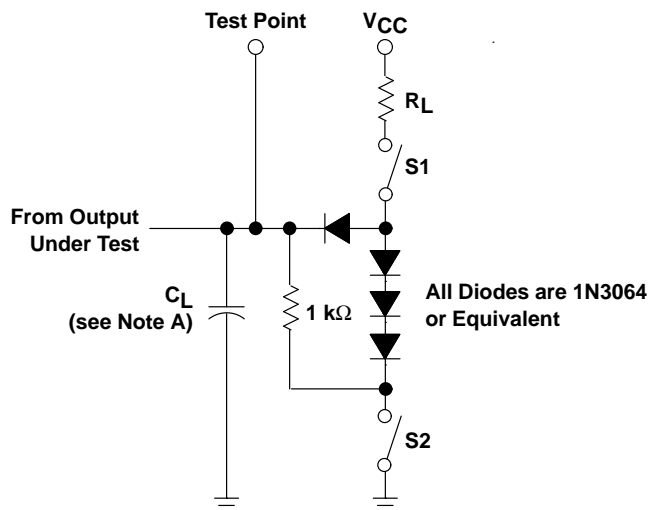 Test Point
VCC
RL
S1
From Output
Under Test
CL
(see Note A)
1 kΩ
All Diodes are 1N3064
or Equivalent
S2